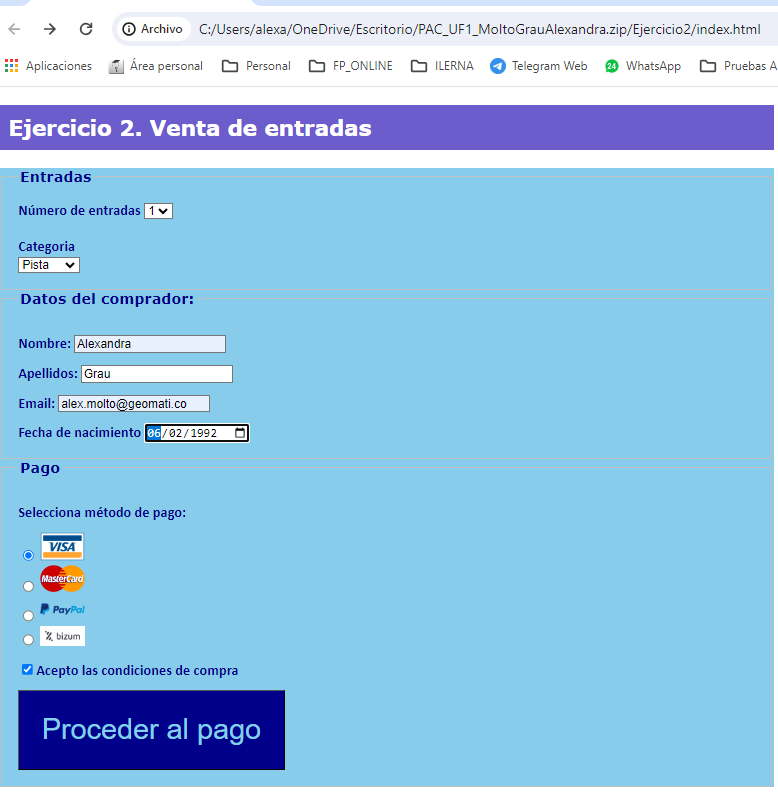 Archivo C:/Users/alexa/OneDrive/Escritorio/PAC_UF1_MoltoGrauAlexandra.zip/Ejercicio2/index.html
Aplicaciones Área personal Personal FP_ONLINE ILERNA Telegram Web 24 WhatsApp Pruebas A
Ejercicio 2. Venta de entradas
Entradas
Número de entradas 1
Categoria
Pista
Datos del comprador:
Nombre: Alexandra
Apellidos: Grau
Email: alex.molto@geomati.co
Fecha de nacimiento 06/02/1992
Pago
Selecciona método de pago:
VISA
MasterCard
PayPal
bizum
Acepto las condiciones de compra
Proceder al pago